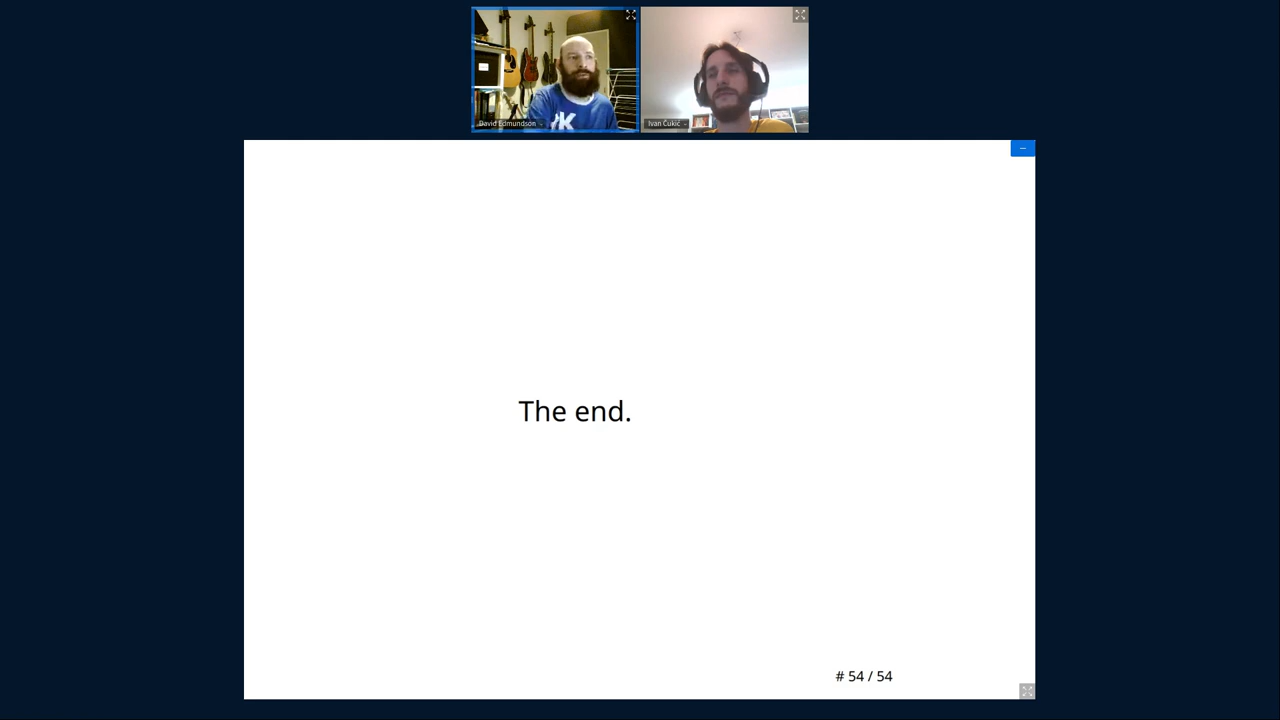 David Edmundson
Ivan Čukić
The end.
# 54 / 54